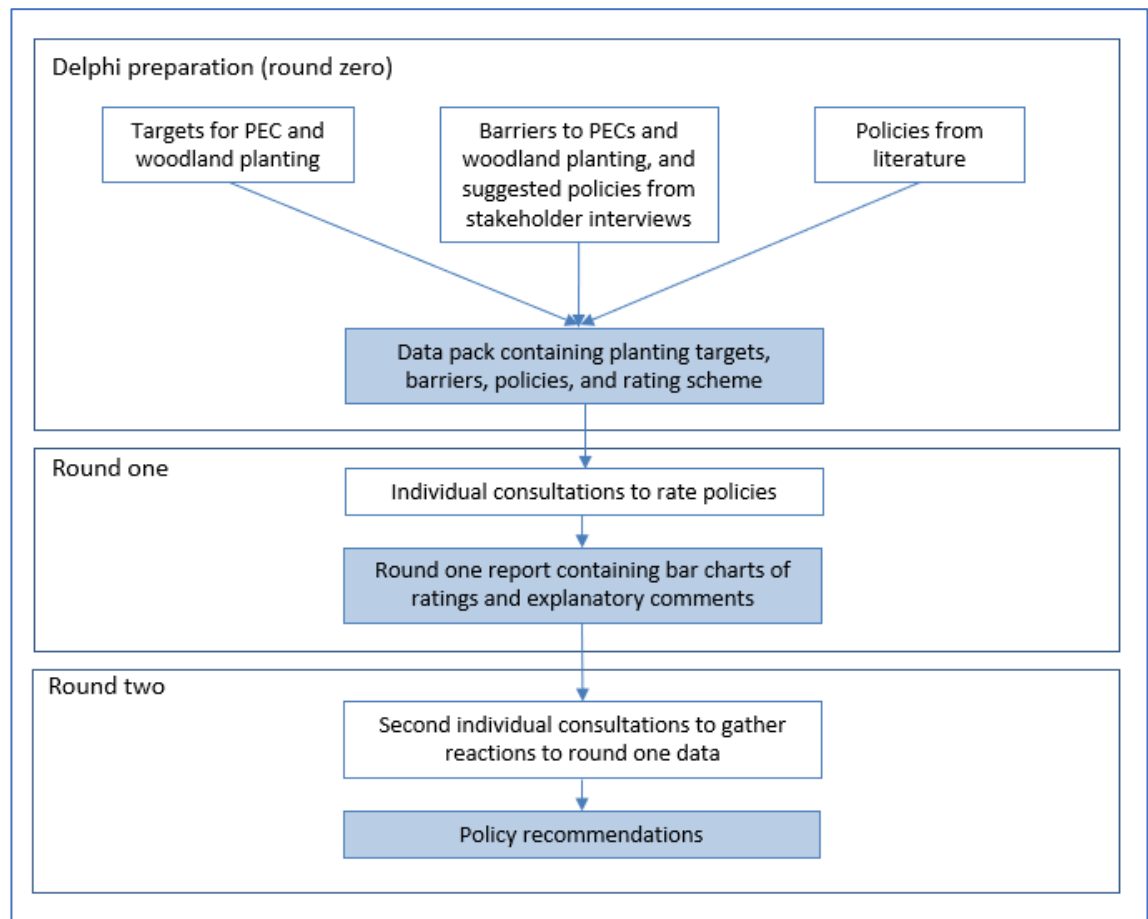 Delphi preparation (round zero)
Targets for PEC and
woodland planting
Barriers to PECs and
woodland planting, and
suggested policies from
stakeholder interviews
Policies from
literature
Data pack containing planting targets,
barriers, policies, and rating scheme
Round one
Individual consultations to rate policies
Round one report containing bar charts of
ratings and explanatory comments
Round two
Second individual consultations to gather
reactions to round one data
Policy recommendations